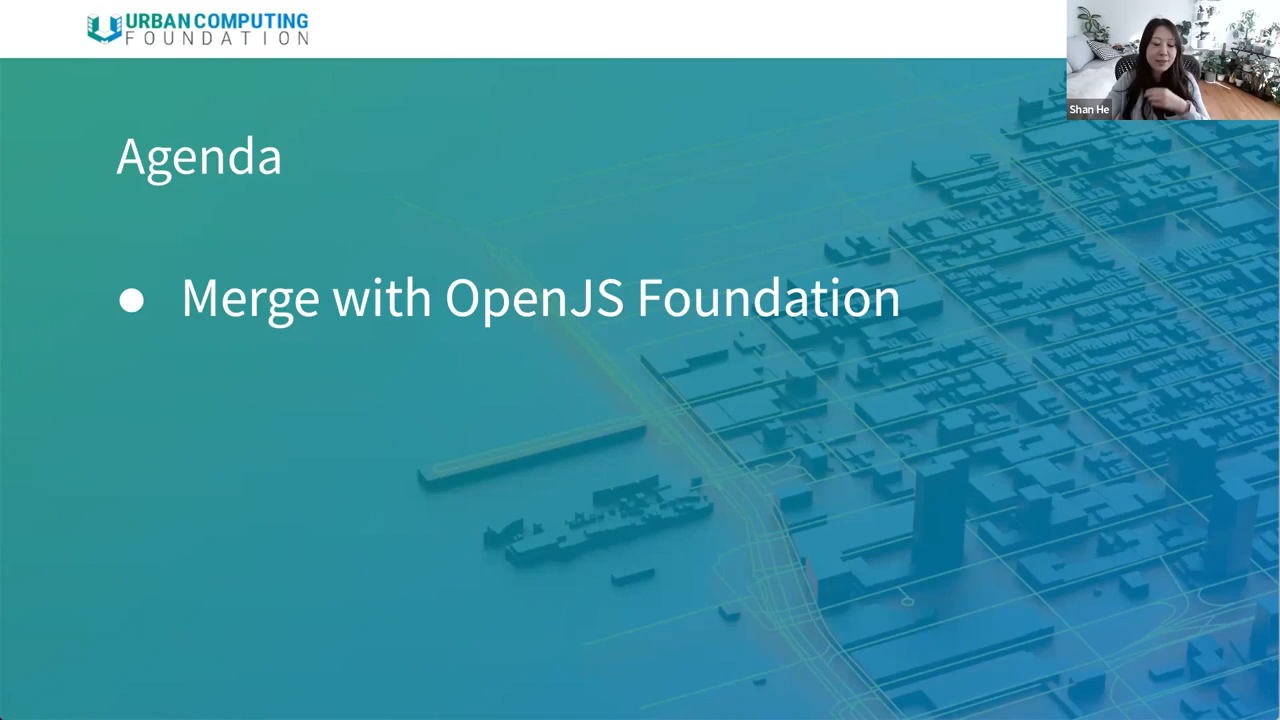 URBAN COMPUTING
FOUNDATION
Shan He
Agenda
● Merge with OpenJS Foundation